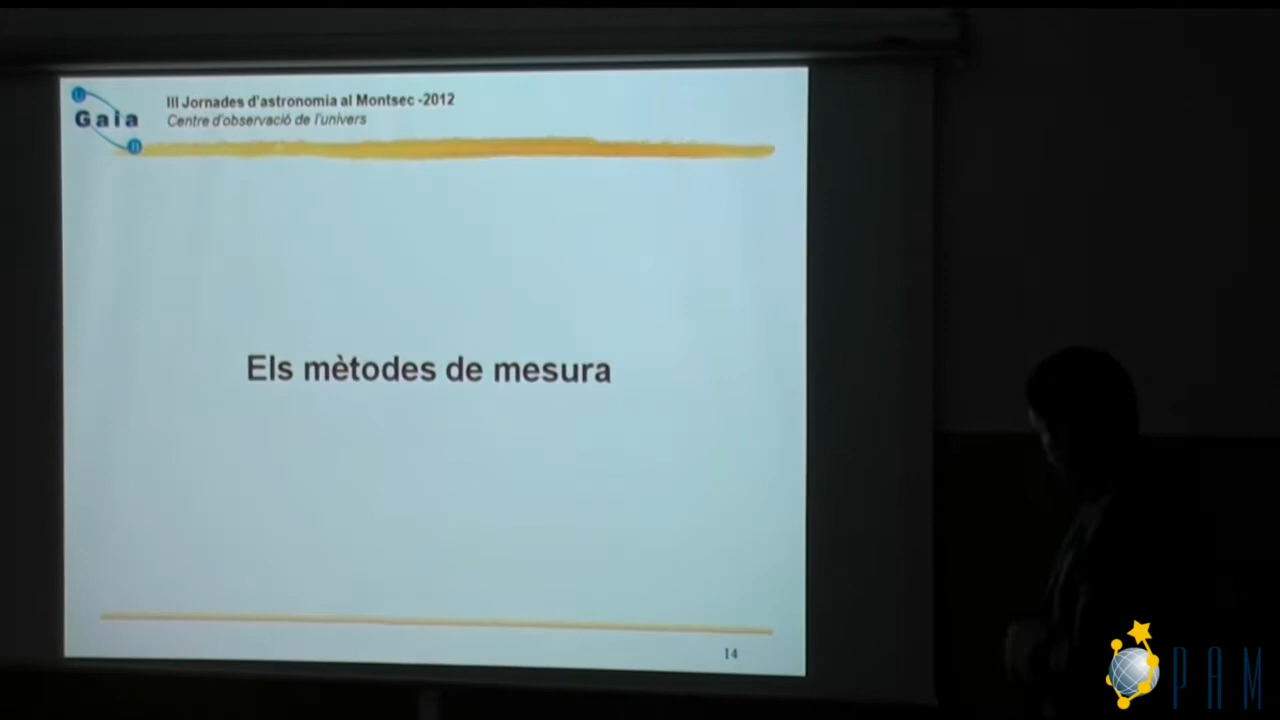 Gaia
III Jornades d'astronomia al Montsec -2012
Centre d'observació de l'univers
Els mètodes de mesura
14
PAM